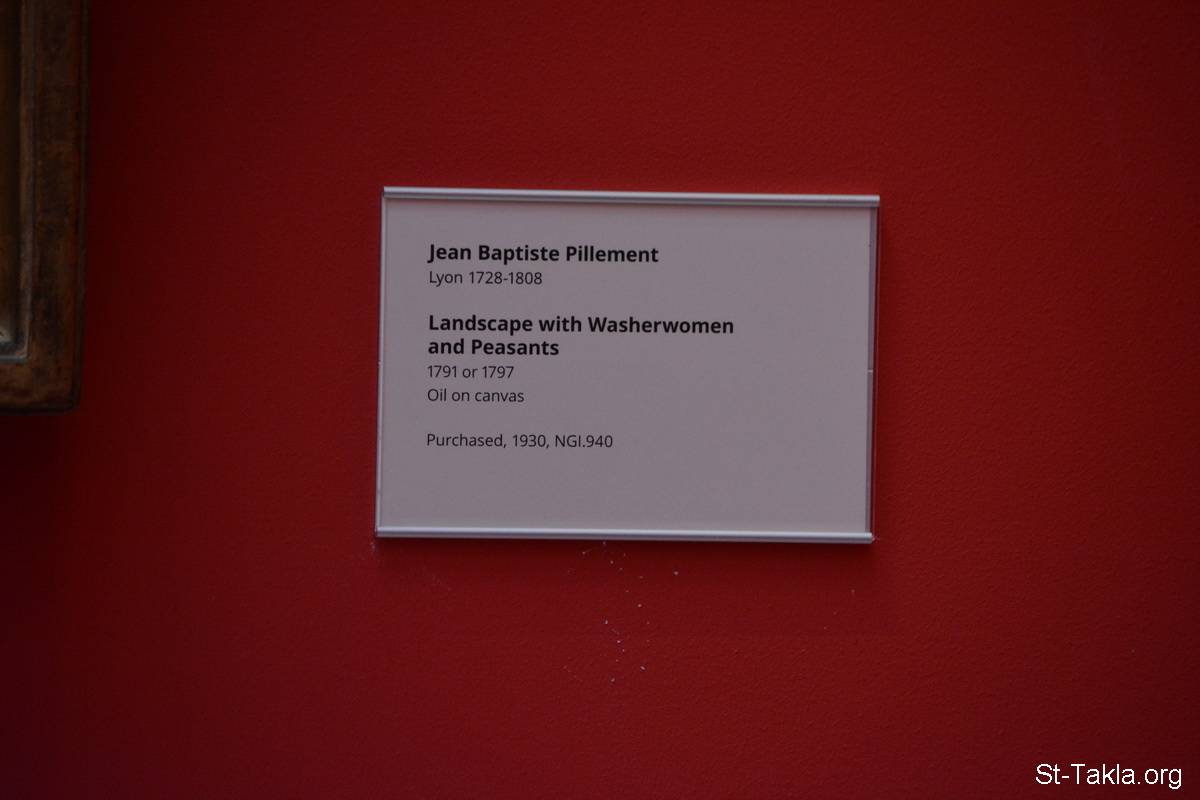 Jean Baptiste Pillement
Lyon 1728-1808
Landscape with Washerwomen
and Peasants
1791 or 1797
Oil on canvas
Purchased, 1930, NGI.940
St-Takla.org